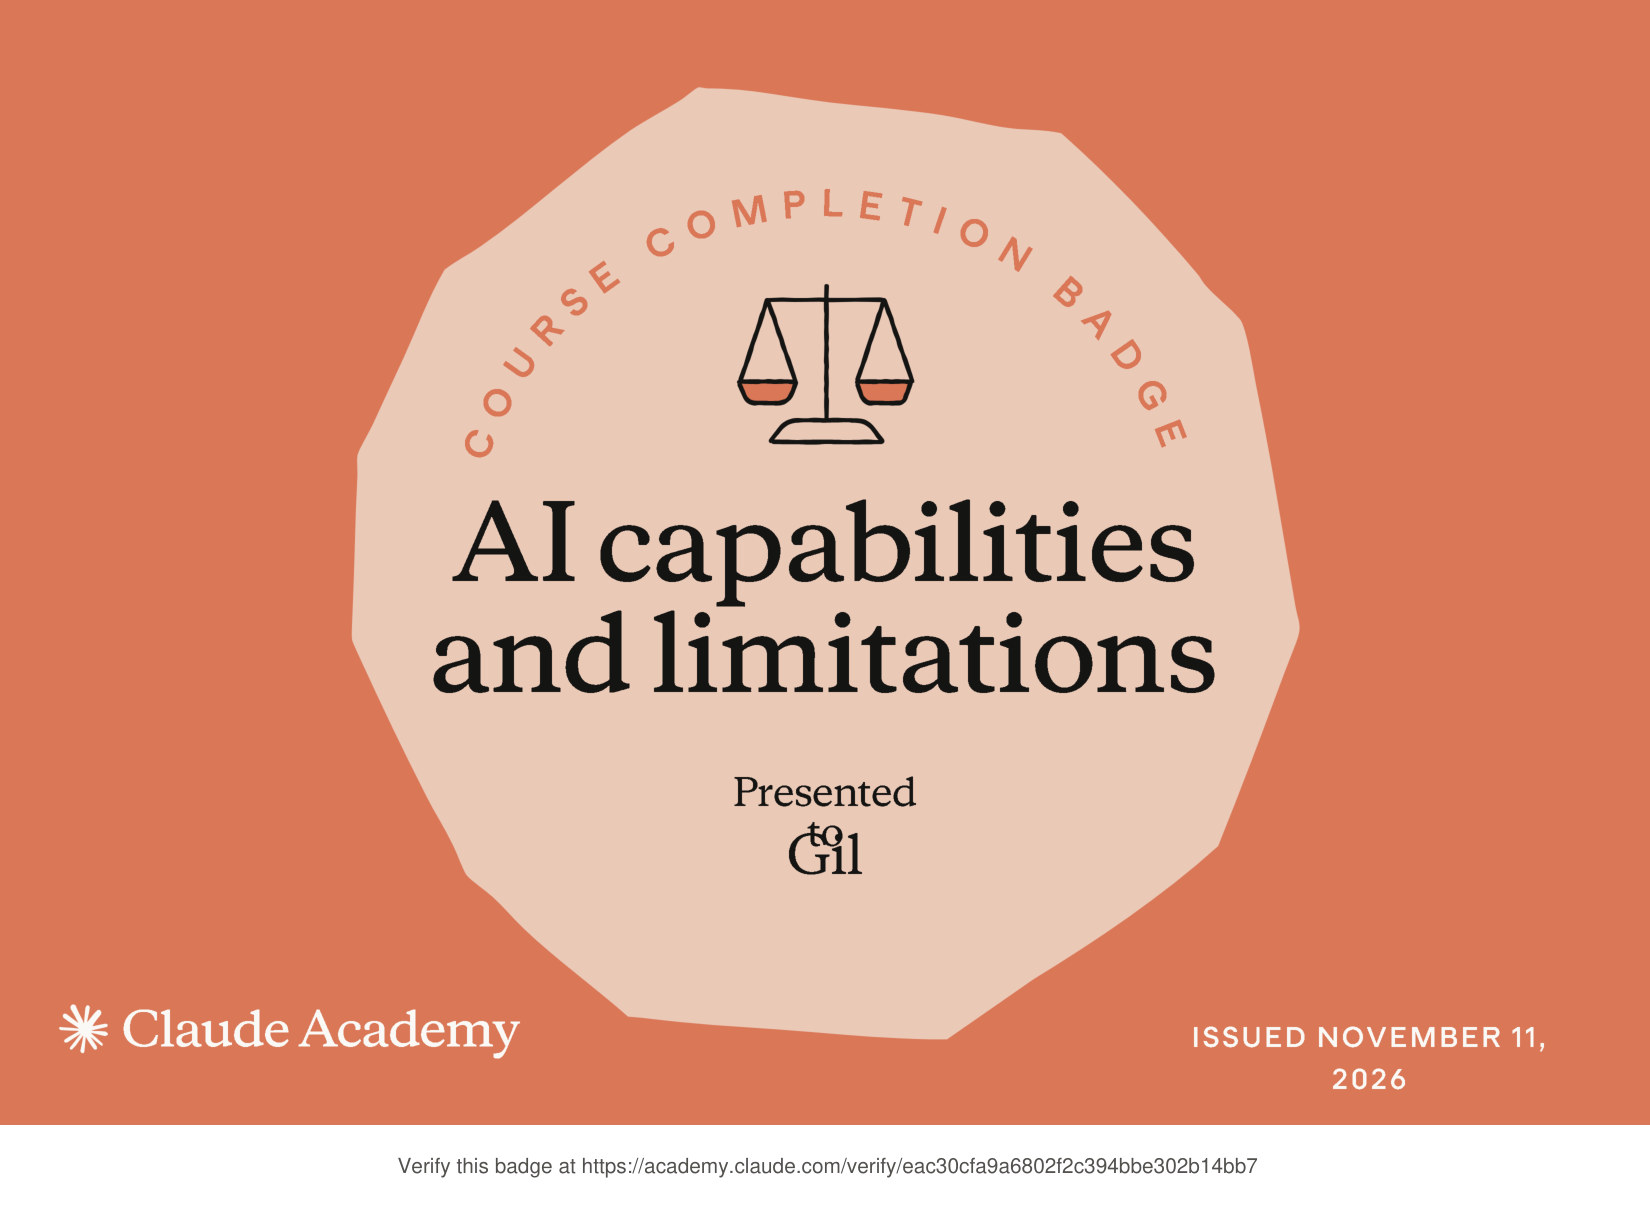 COURSE COMPLETION BADGE
AI capabilities
and limitations
Presented
to
Gil
Claude Academy
ISSUED NOVEMBER 11,
2026
Verify this badge at https://academy.claude.com/verify/eac30cfa9a6802f2c394bbe302b14bb7